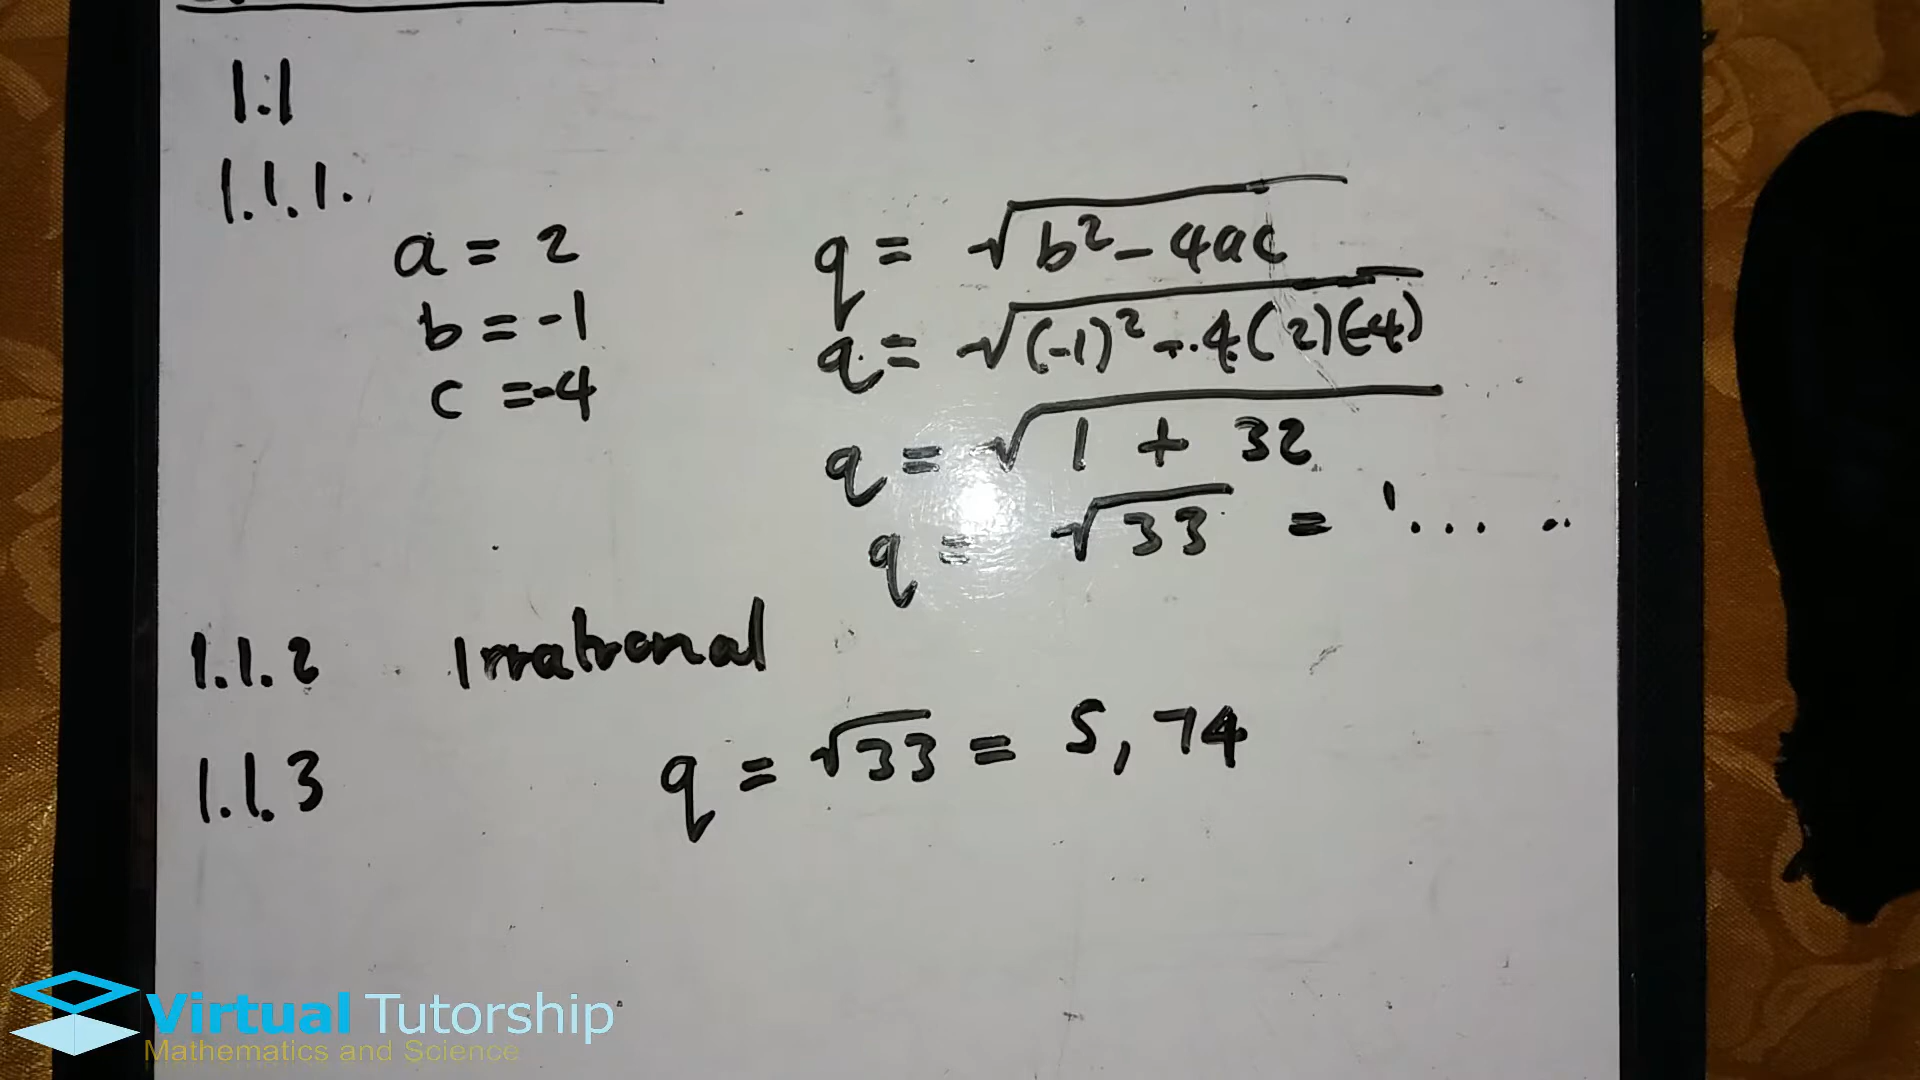 1.1
1.1.1.
a = 2
b = -1
c = -4
q = √b² - 4ac
q = √(-1)² - 4(2)(-4)
q = √1 + 32
q = √33 = '... ..
1.1.2 Irrational
1.1.3 q = √33 = 5,74
Virtual Tutorship
Mathematics and Science